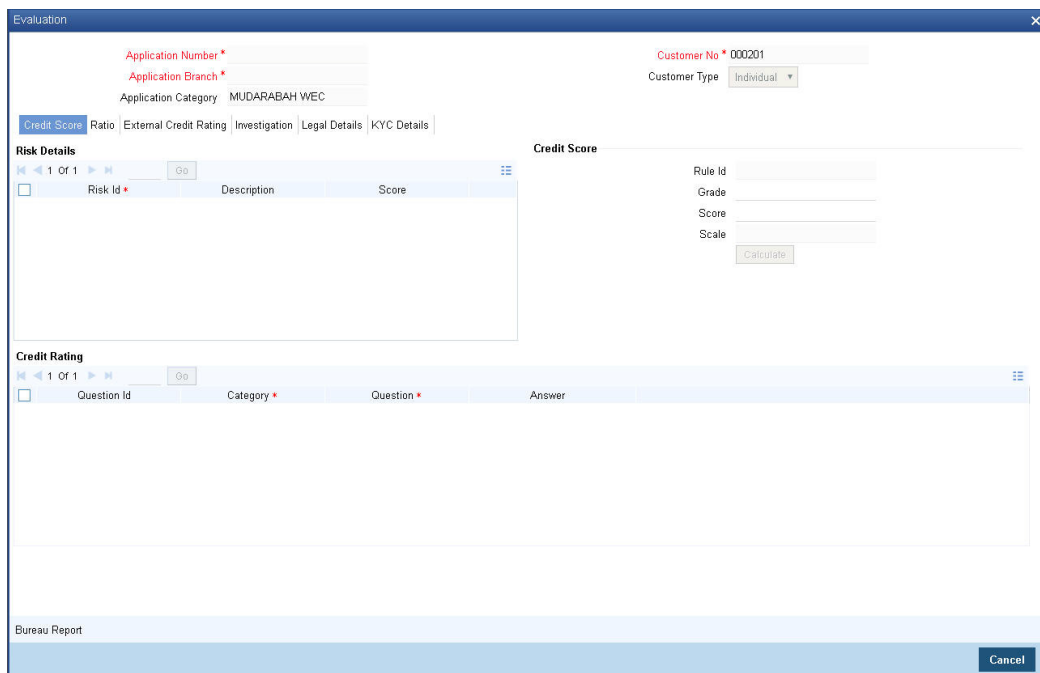 Evaluation
Application Number *
Customer No * 000201
Application Branch *
Customer Type Individual
Application Category MUDARABAH WEC
Credit Score Ratio External Credit Rating Investigation Legal Details KYC Details
Risk Details
Credit Score
1 Of 1 Go
Rule Id
Risk Id * Description Score
Grade
Score
Scale
Calculate
Credit Rating
1 Of 1 Go
Question Id Category * Question * Answer
Bureau Report
Cancel